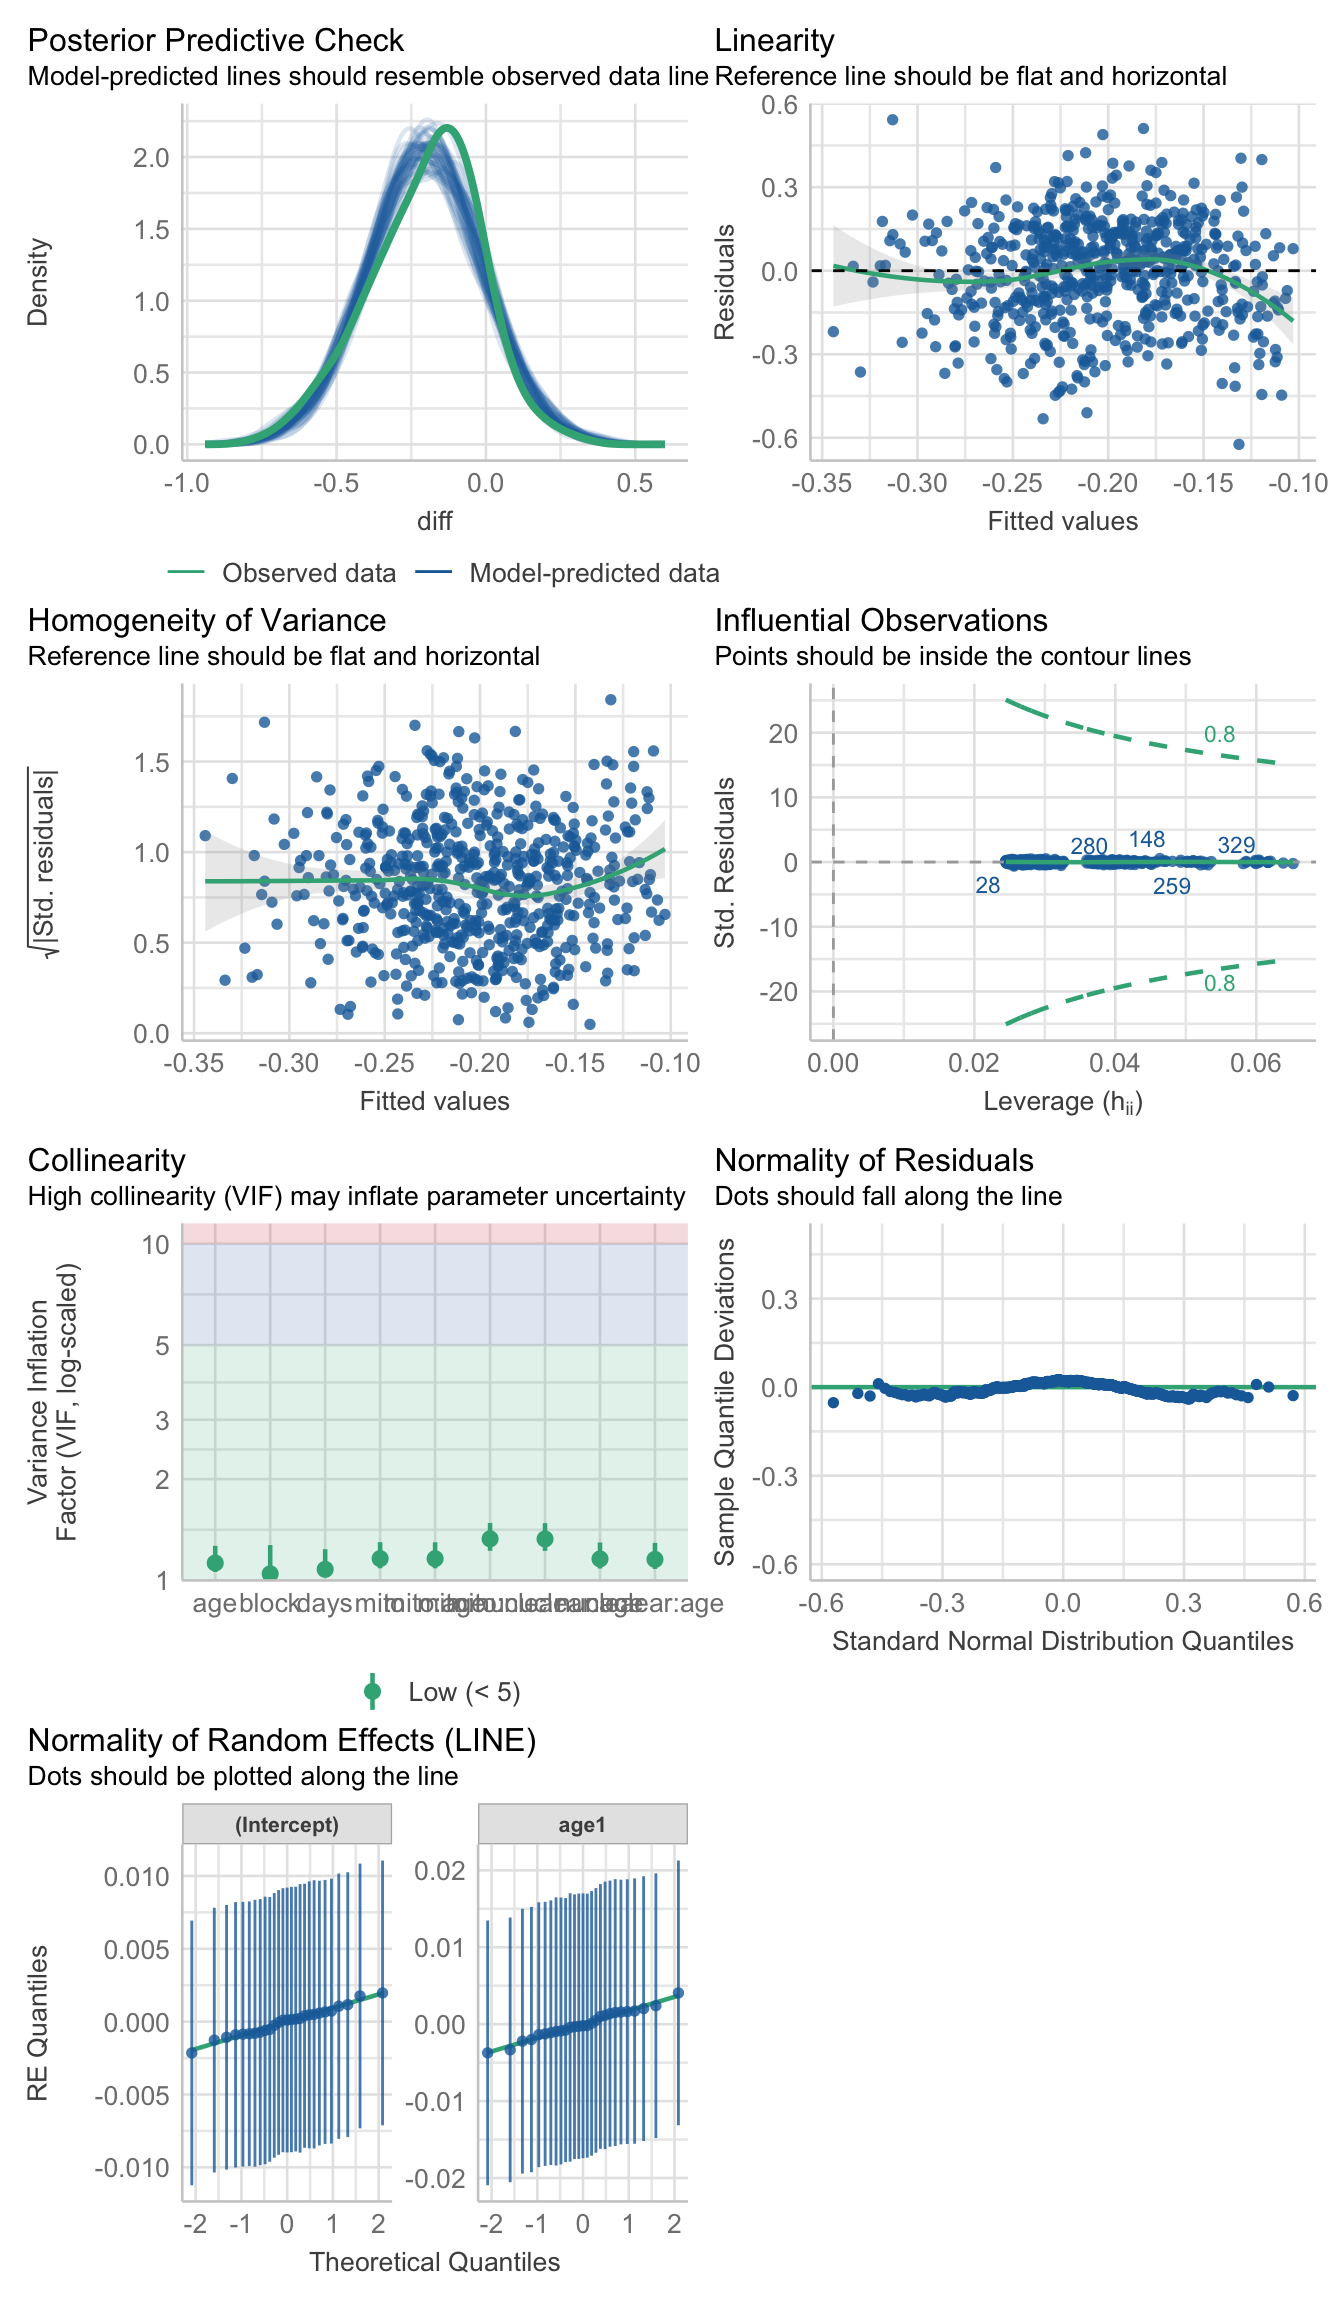 Posterior Predictive Check
Model-predicted lines should resemble observed data line
Density
2.0
1.5
1.0
0.5
0.0
-1.0 -0.5 0.0 0.5
diff
Observed data Model-predicted data
Linearity
Reference line should be flat and horizontal
Residuals
0.6
0.3
0.0
-0.3
-0.6
-0.35 -0.30 -0.25 -0.20 -0.15 -0.10
Fitted values
Homogeneity of Variance
Reference line should be flat and horizontal
√|Std. residuals|
1.5
1.0
0.5
0.0
-0.35 -0.30 -0.25 -0.20 -0.15 -0.10
Fitted values
Influential Observations
Points should be inside the contour lines
Std. Residuals
20
10
0
-10
-20
0.8
280 148 329
28 259
0.8
0.00 0.02 0.04 0.06
Leverage (hᵢᵢ)
Collinearity
High collinearity (VIF) may inflate parameter uncertainty
Variance Inflation
Factor (VIF, log-scaled)
10
5
3
2
1
age block days
Low (< 5)
Normality of Residuals
Dots should fall along the line
Sample Quantile Deviations
0.3
0.0
-0.3
-0.6
-0.6 -0.3 0.0 0.3 0.6
Standard Normal Distribution Quantiles
Normality of Random Effects (LINE)
Dots should be plotted along the line
RE Quantiles
(Intercept)
0.010
0.005
0.000
-0.005
-0.010
-2 -1 0 1 2
age1
0.02
0.01
0.00
-0.01
-0.02
-2 -1 0 1 2
Theoretical Quantiles